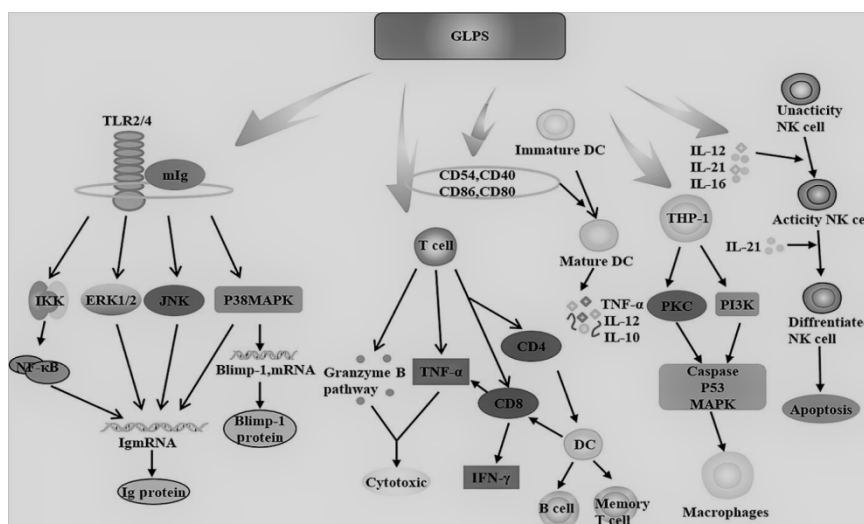 GLPS
TLR2/4
mIg
IKK
ERK1/2
JNK
P38MAPK
NF-κB
Blimp-1,mRNA
Blimp-1
protein
IgmRNA
Ig protein
CD54,CD40
CD86,CD80
Immature DC
Mature DC
TNF-α
IL-12
IL-10
T cell
Granzyme B
pathway
TNF-α
CD4
CD8
Cytotoxic
IFN-γ
DC
B cell
Memory
T cell
THP-1
PKC
PI3K
Caspase
P53
MAPK
Macrophages
IL-12
IL-21
IL-16
Unacticity
NK cell
Acticity NK ce
IL-21
Diffrentiate
NK cell
Apoptosis